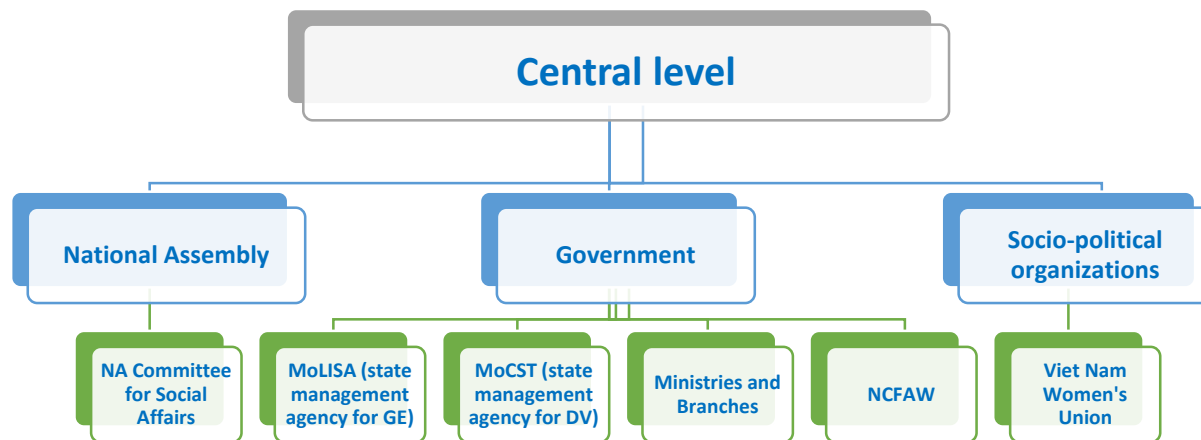 Central level
National Assembly
Government
Socio-political
organizations
NA Committee
for Social
Affairs
MoLISA (state
management
agency for GE)
MoCST (state
management
agency for DV)
Ministries and
Branches
NCFAW
Viet Nam
Women's
Union